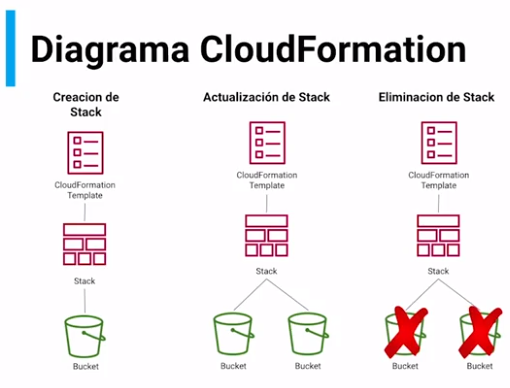 Diagrama CloudFormation
Creacion de
Stack
CloudFormation
Template
Stack
Bucket
Actualización de Stack
CloudFormation
Template
Stack
Bucket
Bucket
Eliminacion de Stack
CloudFormation
Template
Stack
Bucket
Bucket